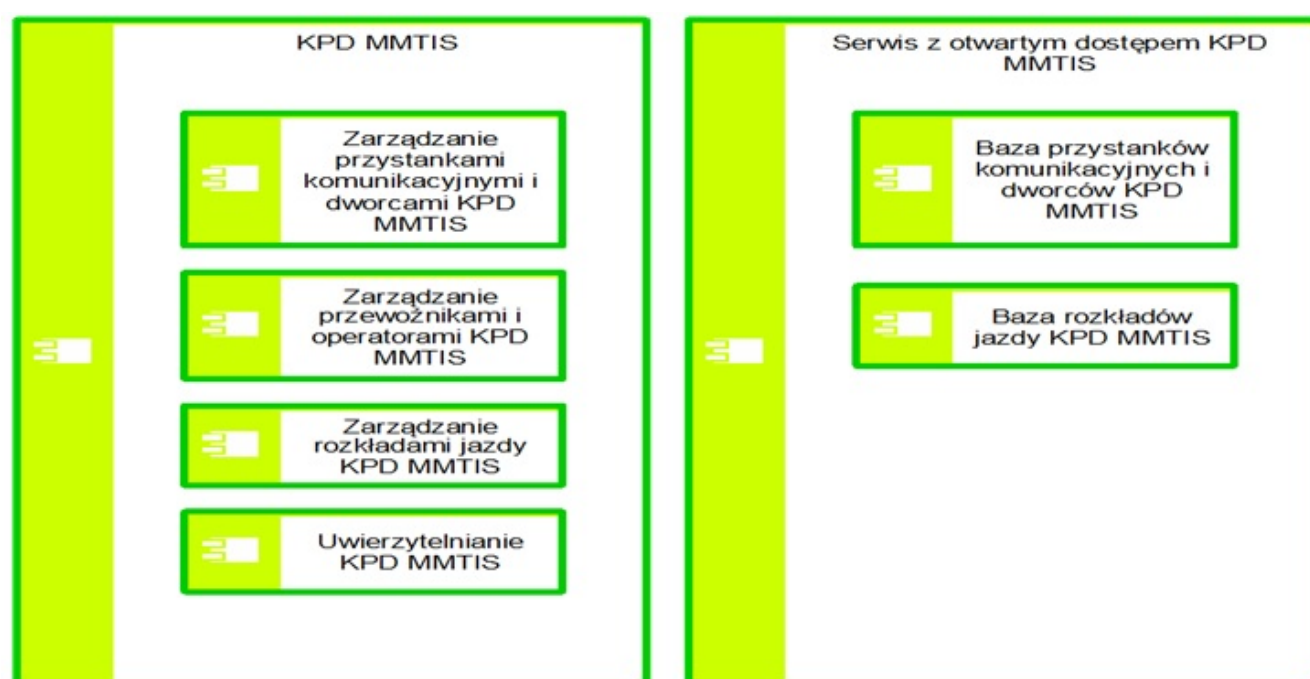 KPD MMTIS
Zarządzanie
przystankami
komunikacyjnymi i
dworcami KPD
MMTIS
Zarządzanie
przewoźnikami i
operatorami KPD
MMTIS
Zarządzanie
rozkładami jazdy
KPD MMTIS
Uwierzytelnianie
KPD MMTIS
Serwis z otwartym dostępem KPD
MMTIS
Baza przystanków
komunikacyjnych i
dworców KPD
MMTIS
Baza rozkładów
jazdy KPD MMTIS